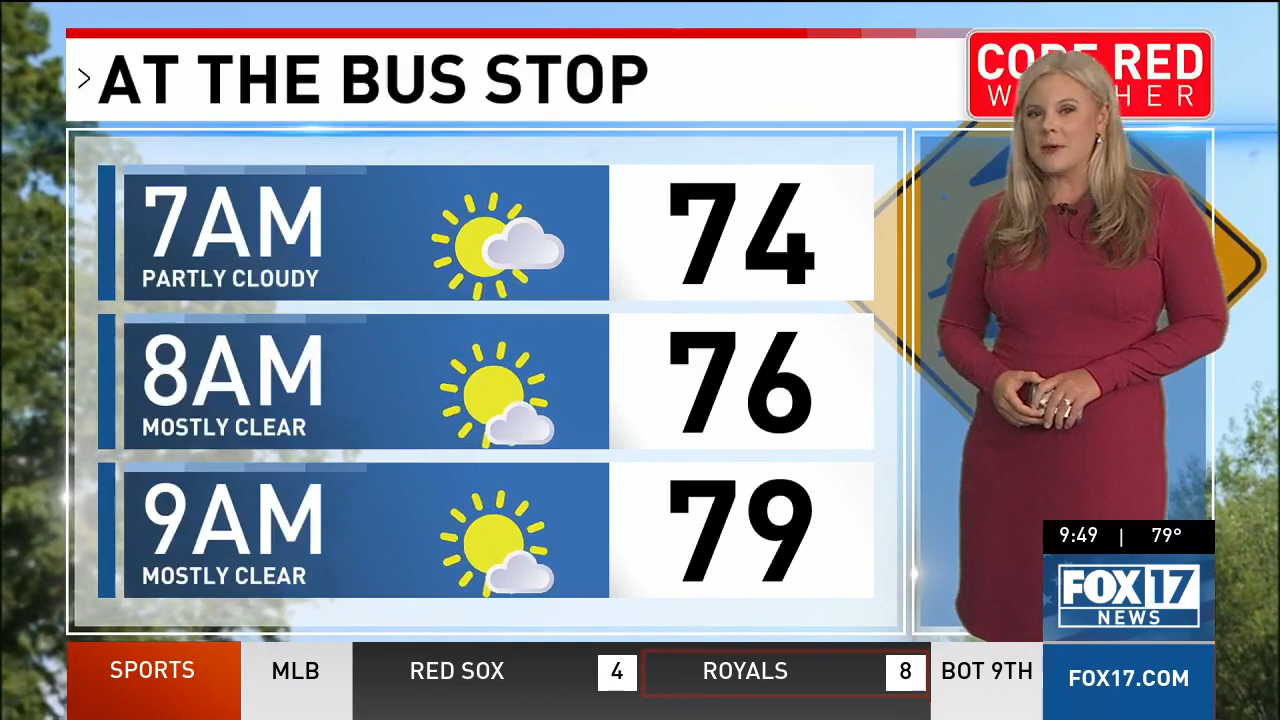 > AT THE BUS STOP
CODE RED
WEATHER
7AM
PARTLY CLOUDY
74
8AM
MOSTLY CLEAR
76
9AM
MOSTLY CLEAR
79
9:49 | 79°
FOX 17
NEWS
SPORTS MLB RED SOX 4 ROYALS 8 BOT 9TH
FOX17.COM